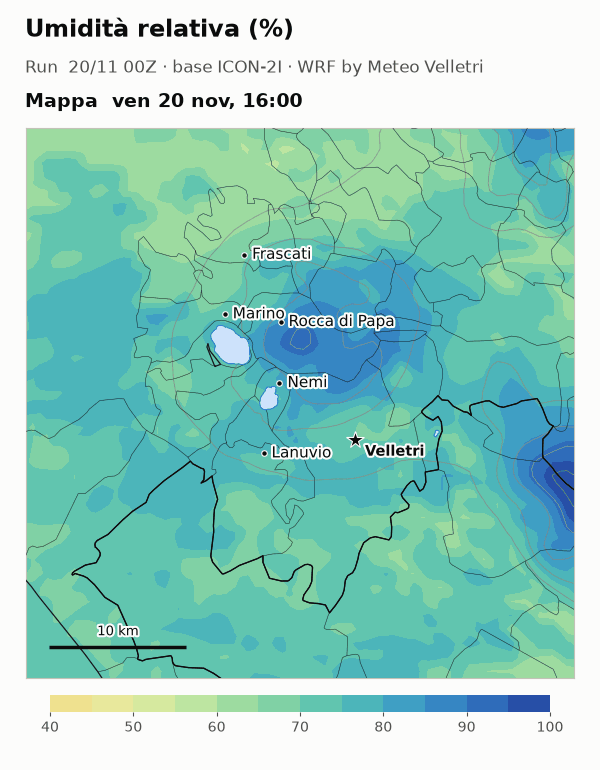 Umidità relativa (%)
Run  20/11 00Z · base ICON-2I · WRF by Meteo Velletri
Mappa  ven 20 nov, 16:00
Frascati
Marino
Rocca di Papa
Nemi
Velletri
Lanuvio
10 km
40 50 60 70 80 90 100